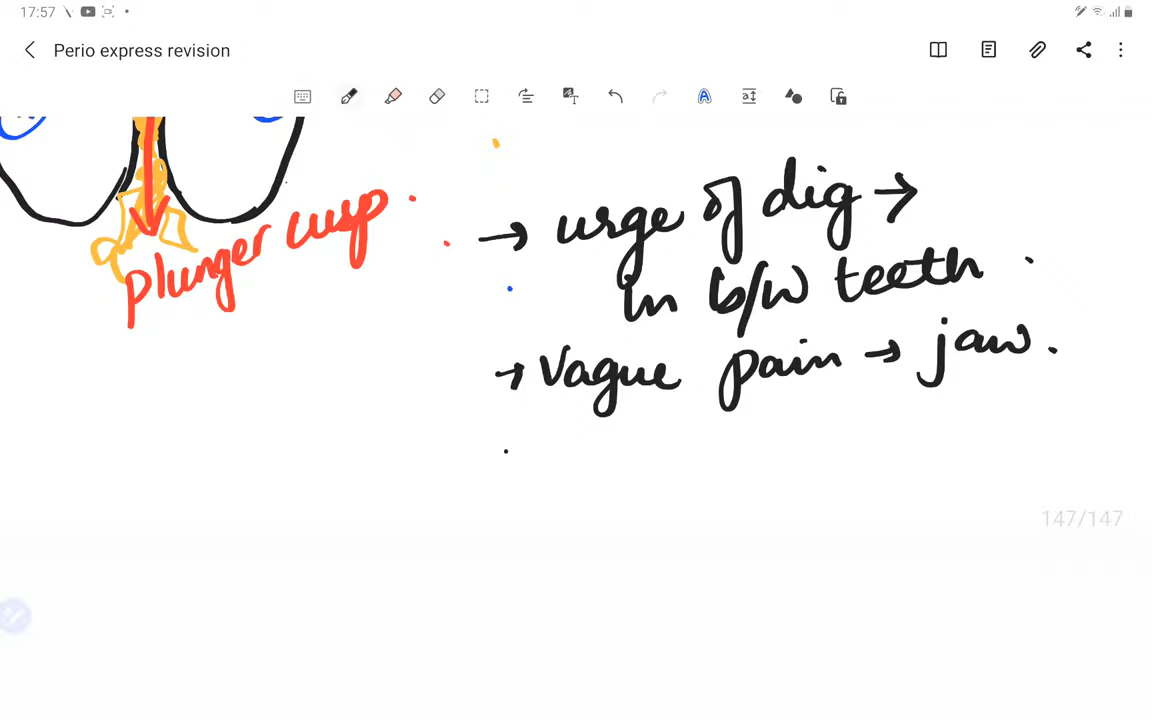 17:57
Perio express revision
plunger cusp.
→ urge of dig →
in b/w teeth.
→ Vague pain → jaw.
147/147